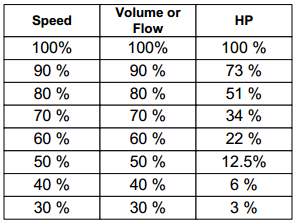 Speed Volume or Flow HP
100% 100% 100 %
90 % 90 % 73 %
80 % 80 % 51 %
70 % 70 % 34 %
60 % 60 % 22 %
50 % 50 % 12.5%
40 % 40 % 6 %
30 % 30 % 3 %